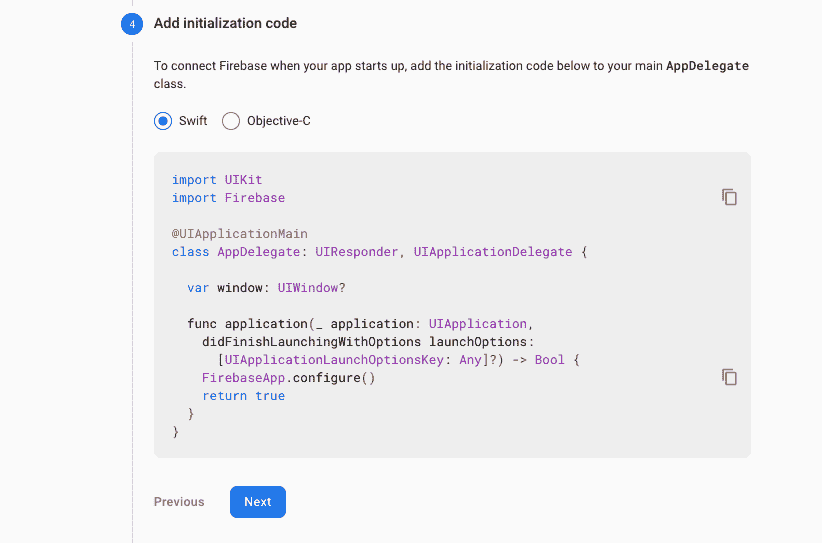 4 Add initialization code
To connect Firebase when your app starts up, add the initialization code below to your main AppDelegate
class.
Swift Objective-C
import UIKit
import Firebase
@UIApplicationMain
class AppDelegate: UIResponder, UIApplicationDelegate {
var window: UIWindow?
func application(_ application: UIApplication,
didFinishLaunchingWithOptions launchOptions:
[UIApplicationLaunchOptionsKey: Any]?) -> Bool {
FirebaseApp.configure()
return true
}
}
Previous Next